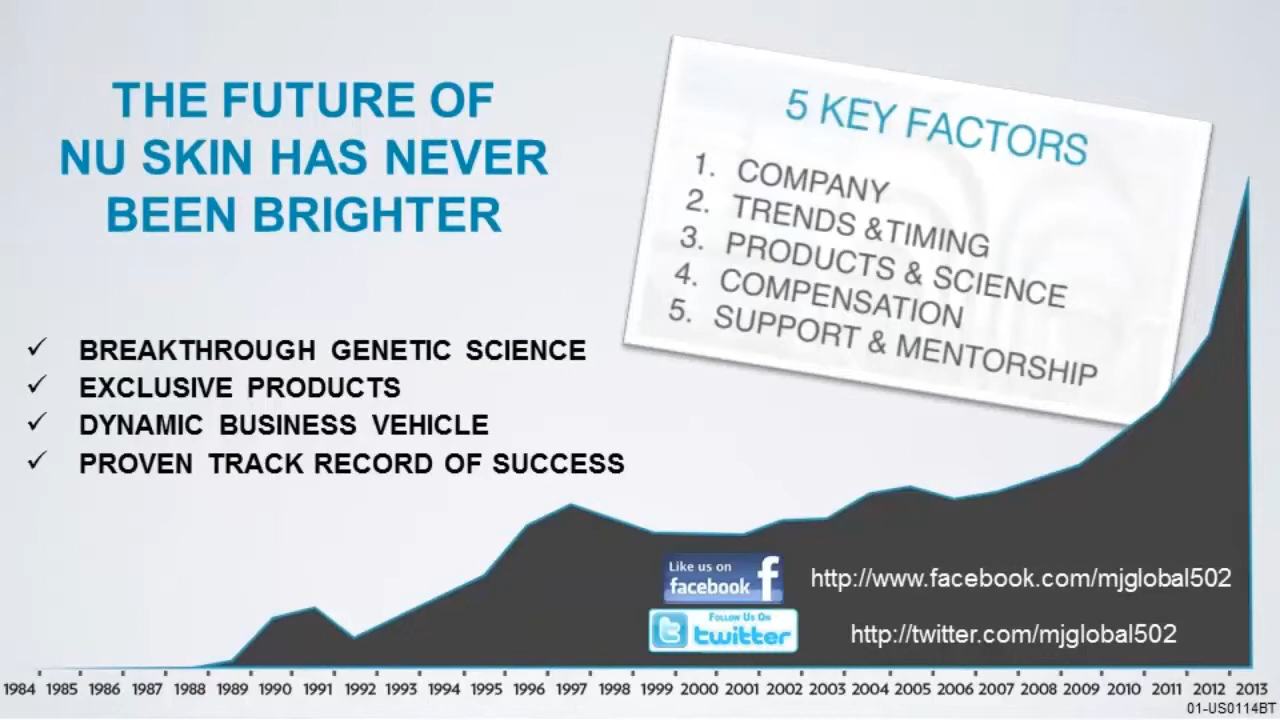 THE FUTURE OF
NU SKIN HAS NEVER
BEEN BRIGHTER
5 KEY FACTORS
1. COMPANY
2. TRENDS &TIMING
3. PRODUCTS & SCIENCE
4. COMPENSATION
5. SUPPORT & MENTORSHIP
✓ BREAKTHROUGH GENETIC SCIENCE
✓ EXCLUSIVE PRODUCTS
✓ DYNAMIC BUSINESS VEHICLE
✓ PROVEN TRACK RECORD OF SUCCESS
Like us on
facebook f
http://www.facebook.com/mjglobal502
FOLLOW US ON
twitter
http://twitter.com/mjglobal502
1984 1985 1986 1987 1988 1989 1990 1991 1992 1993 1994 1995 1996 1997 1998 1999 2000 2001 2002 2003 2004 2005 2006 2007 2008 2009 2010 2011 2012 2013
01-US0114BT